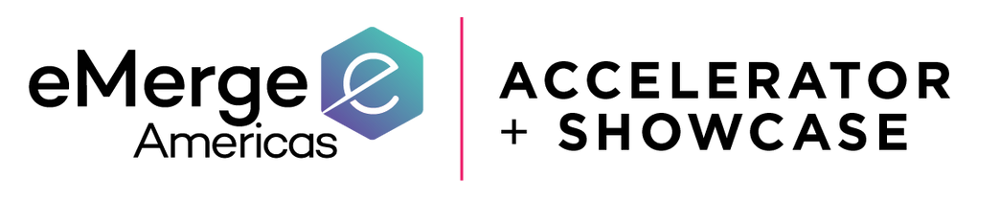 eMerge
Americas
e
ACCELERATOR
+ SHOWCASE